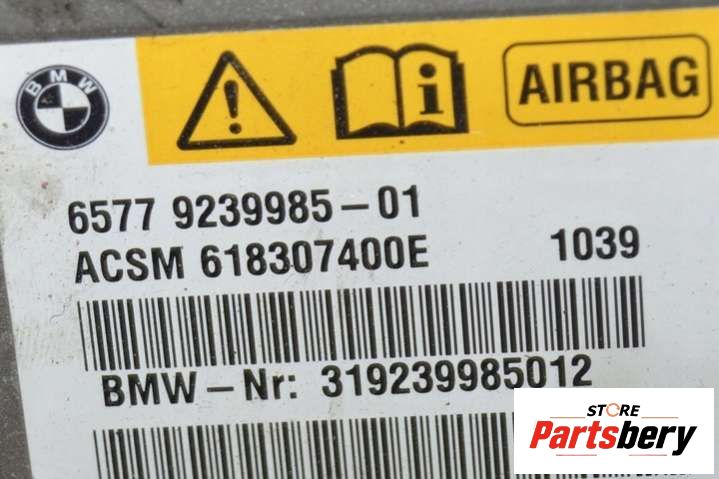 BMW
i
AIRBAG
6577 9239985-01
ACSM 618307400E 1039
BMW-Nr: 319239985012
STORE
Partsbery